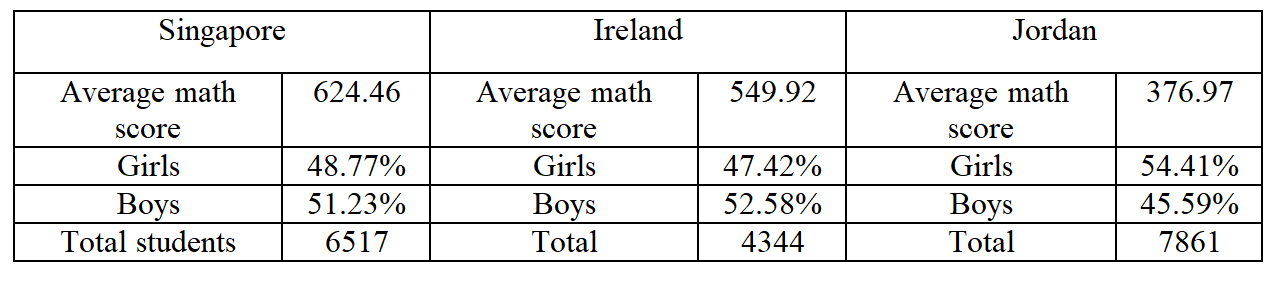 Singapore Ireland Jordan
Average math score 624.46 Average math score 549.92 Average math score 376.97
Girls 48.77% Girls 47.42% Girls 54.41%
Boys 51.23% Boys 52.58% Boys 45.59%
Total students 6517 Total 4344 Total 7861